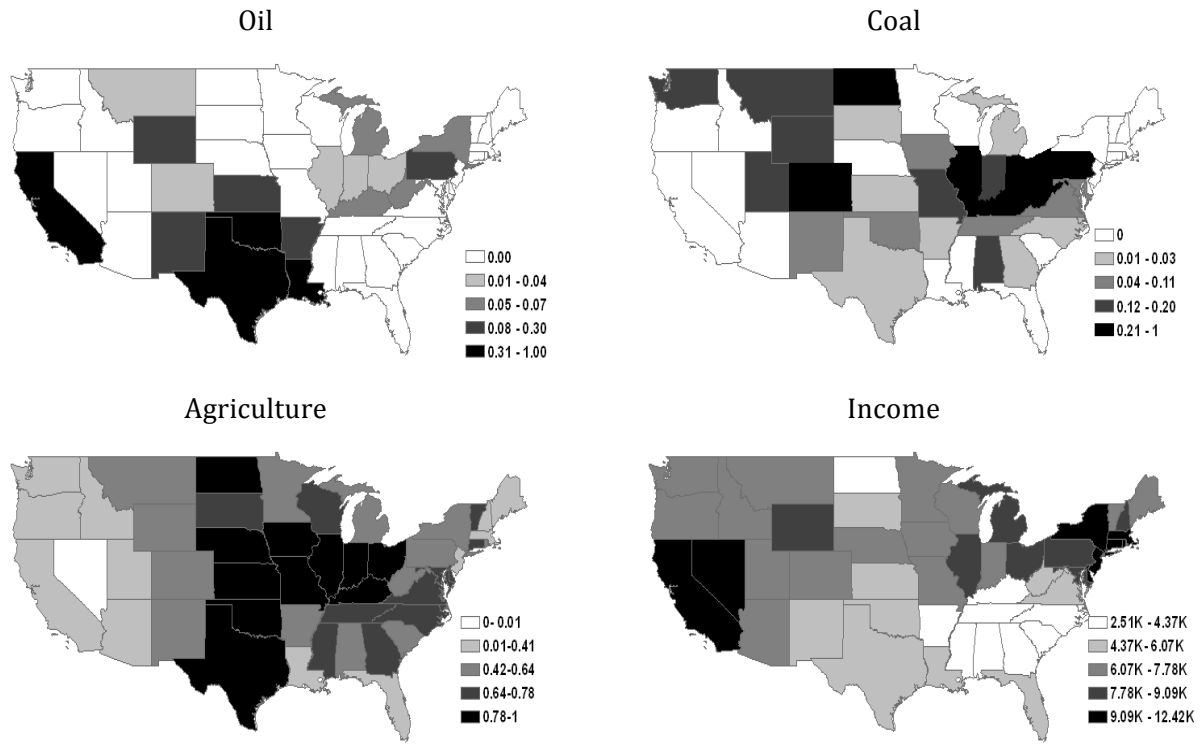 Oil
0.00
0.01 - 0.04
0.05 - 0.07
0.08 - 0.30
0.31 - 1.00
Coal
0
0.01 - 0.03
0.04 - 0.11
0.12 - 0.20
0.21 - 1
Agriculture
0- 0.01
0.01-0.41
0.42-0.64
0.64-0.78
0.78-1
Income
2.51K - 4.37K
4.37K - 6.07K
6.07K - 7.78K
7.78K - 9.09K
9.09K - 12.42K